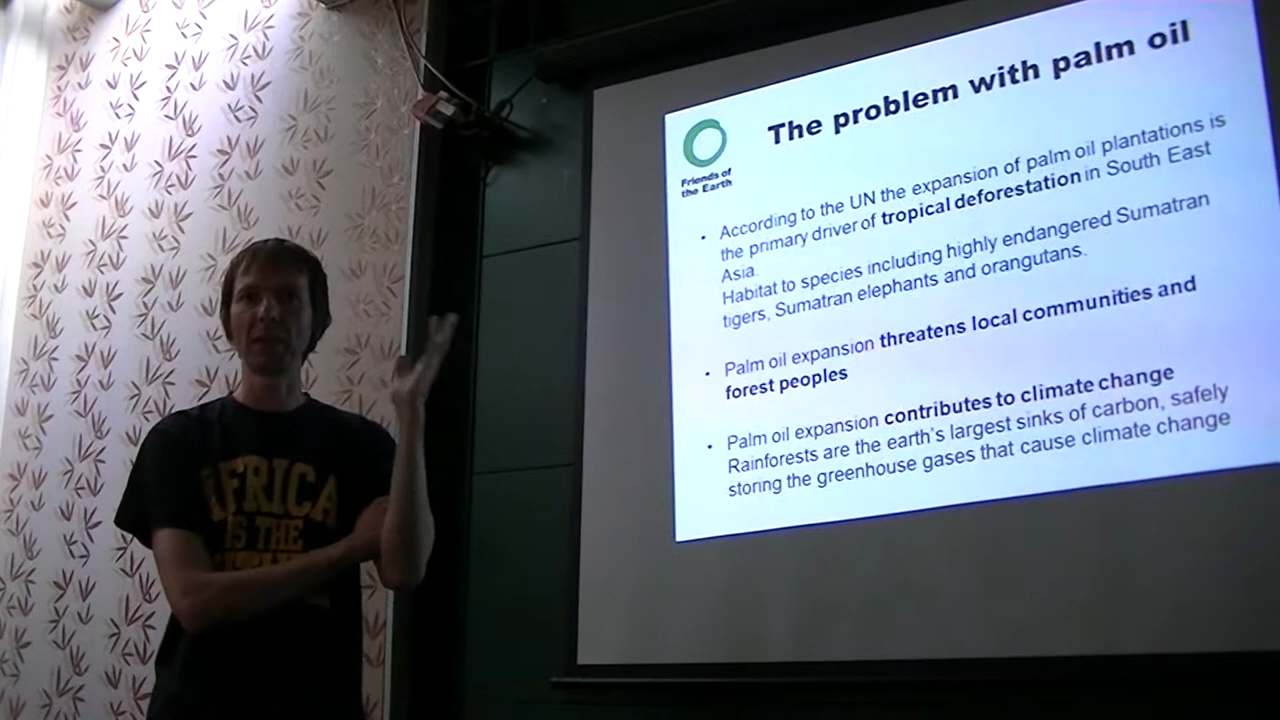 The problem with palm oil
Friends of
the Earth
• According to the UN the expansion of palm oil plantations is
the primary driver of tropical deforestation in South East
Asia.
Habitat to species including highly endangered Sumatran
tigers, Sumatran elephants and orangutans.
• Palm oil expansion threatens local communities and
forest peoples
• Palm oil expansion contributes to climate change
Rainforests are the earth's largest sinks of carbon, safely
storing the greenhouse gases that cause climate change
AFRICA
IS THE